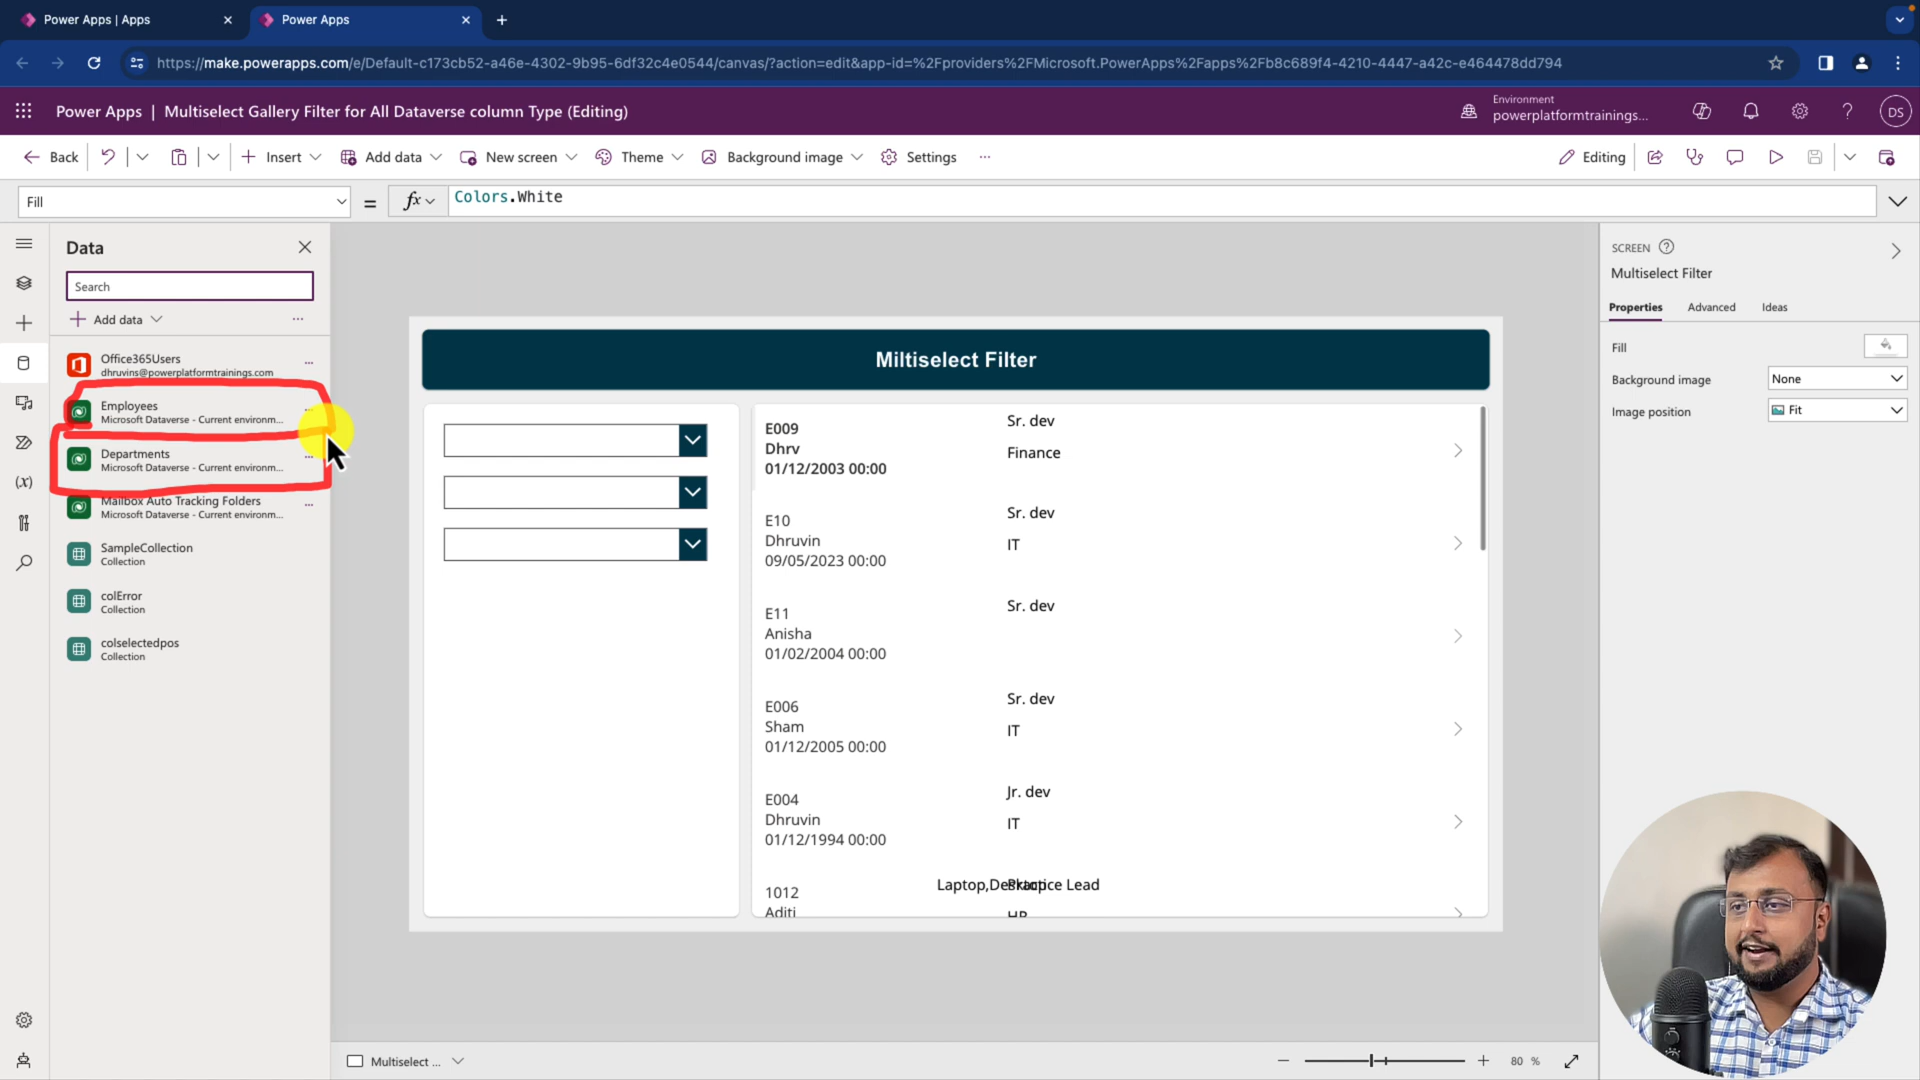 Power Apps | Apps
Power Apps
https://make.powerapps.com/e/Default-c173cb52-a46e-4302-9b95-6df32c4e0544/canvas/?action=edit&app-id=%2Fproviders%2FMicrosoft.PowerApps%2Fapps%2Fb8c689f4-4210-4447-a42c-e464478dd794
Power Apps | Multiselect Gallery Filter for All Dataverse column Type (Editing)
Environment
powerplatformtrainings...
DS
Back
Insert
Add data
New screen
Theme
Background image
Settings
...
Editing
Fill
=
fx
Colors.White
Data
Search
Add data
...
Office365Users
dhruvins@powerplatformtrainings.com
Employees
Microsoft Dataverse - Current environm...
Departments
Microsoft Dataverse - Current environm...
Mailbox Auto Tracking Folders
Microsoft Dataverse - Current environm...
SampleCollection
Collection
colError
Collection
colselectedpos
Collection
(x)
Miltiselect Filter
E009
Dhrv
01/12/2003 00:00
Sr. dev
Finance
E10
Dhruvin
09/05/2023 00:00
Sr. dev
IT
E11
Anisha
01/02/2004 00:00
Sr. dev
E006
Sham
01/12/2005 00:00
Sr. dev
IT
E004
Dhruvin
01/12/1994 00:00
Jr. dev
IT
1012
Aditi
Laptop,Desktop
Practice Lead
HR
SCREEN
Multiselect Filter
Properties
Advanced
Ideas
Fill
Background image
None
Image position
Fit
Multiselect ...
80 %